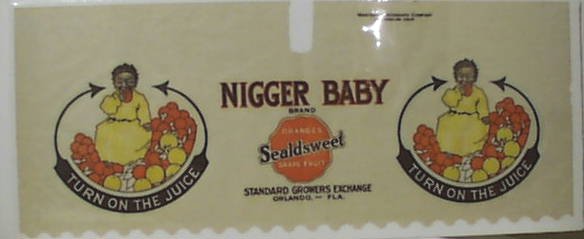 NIGGER BABY
BRAND
ORANGES
Sealdsweet
GRAPE FRUIT
STANDARD GROWERS EXCHANGE
ORLANDO, — FLA.
TURN ON THE JUICE
TURN ON THE JUICE